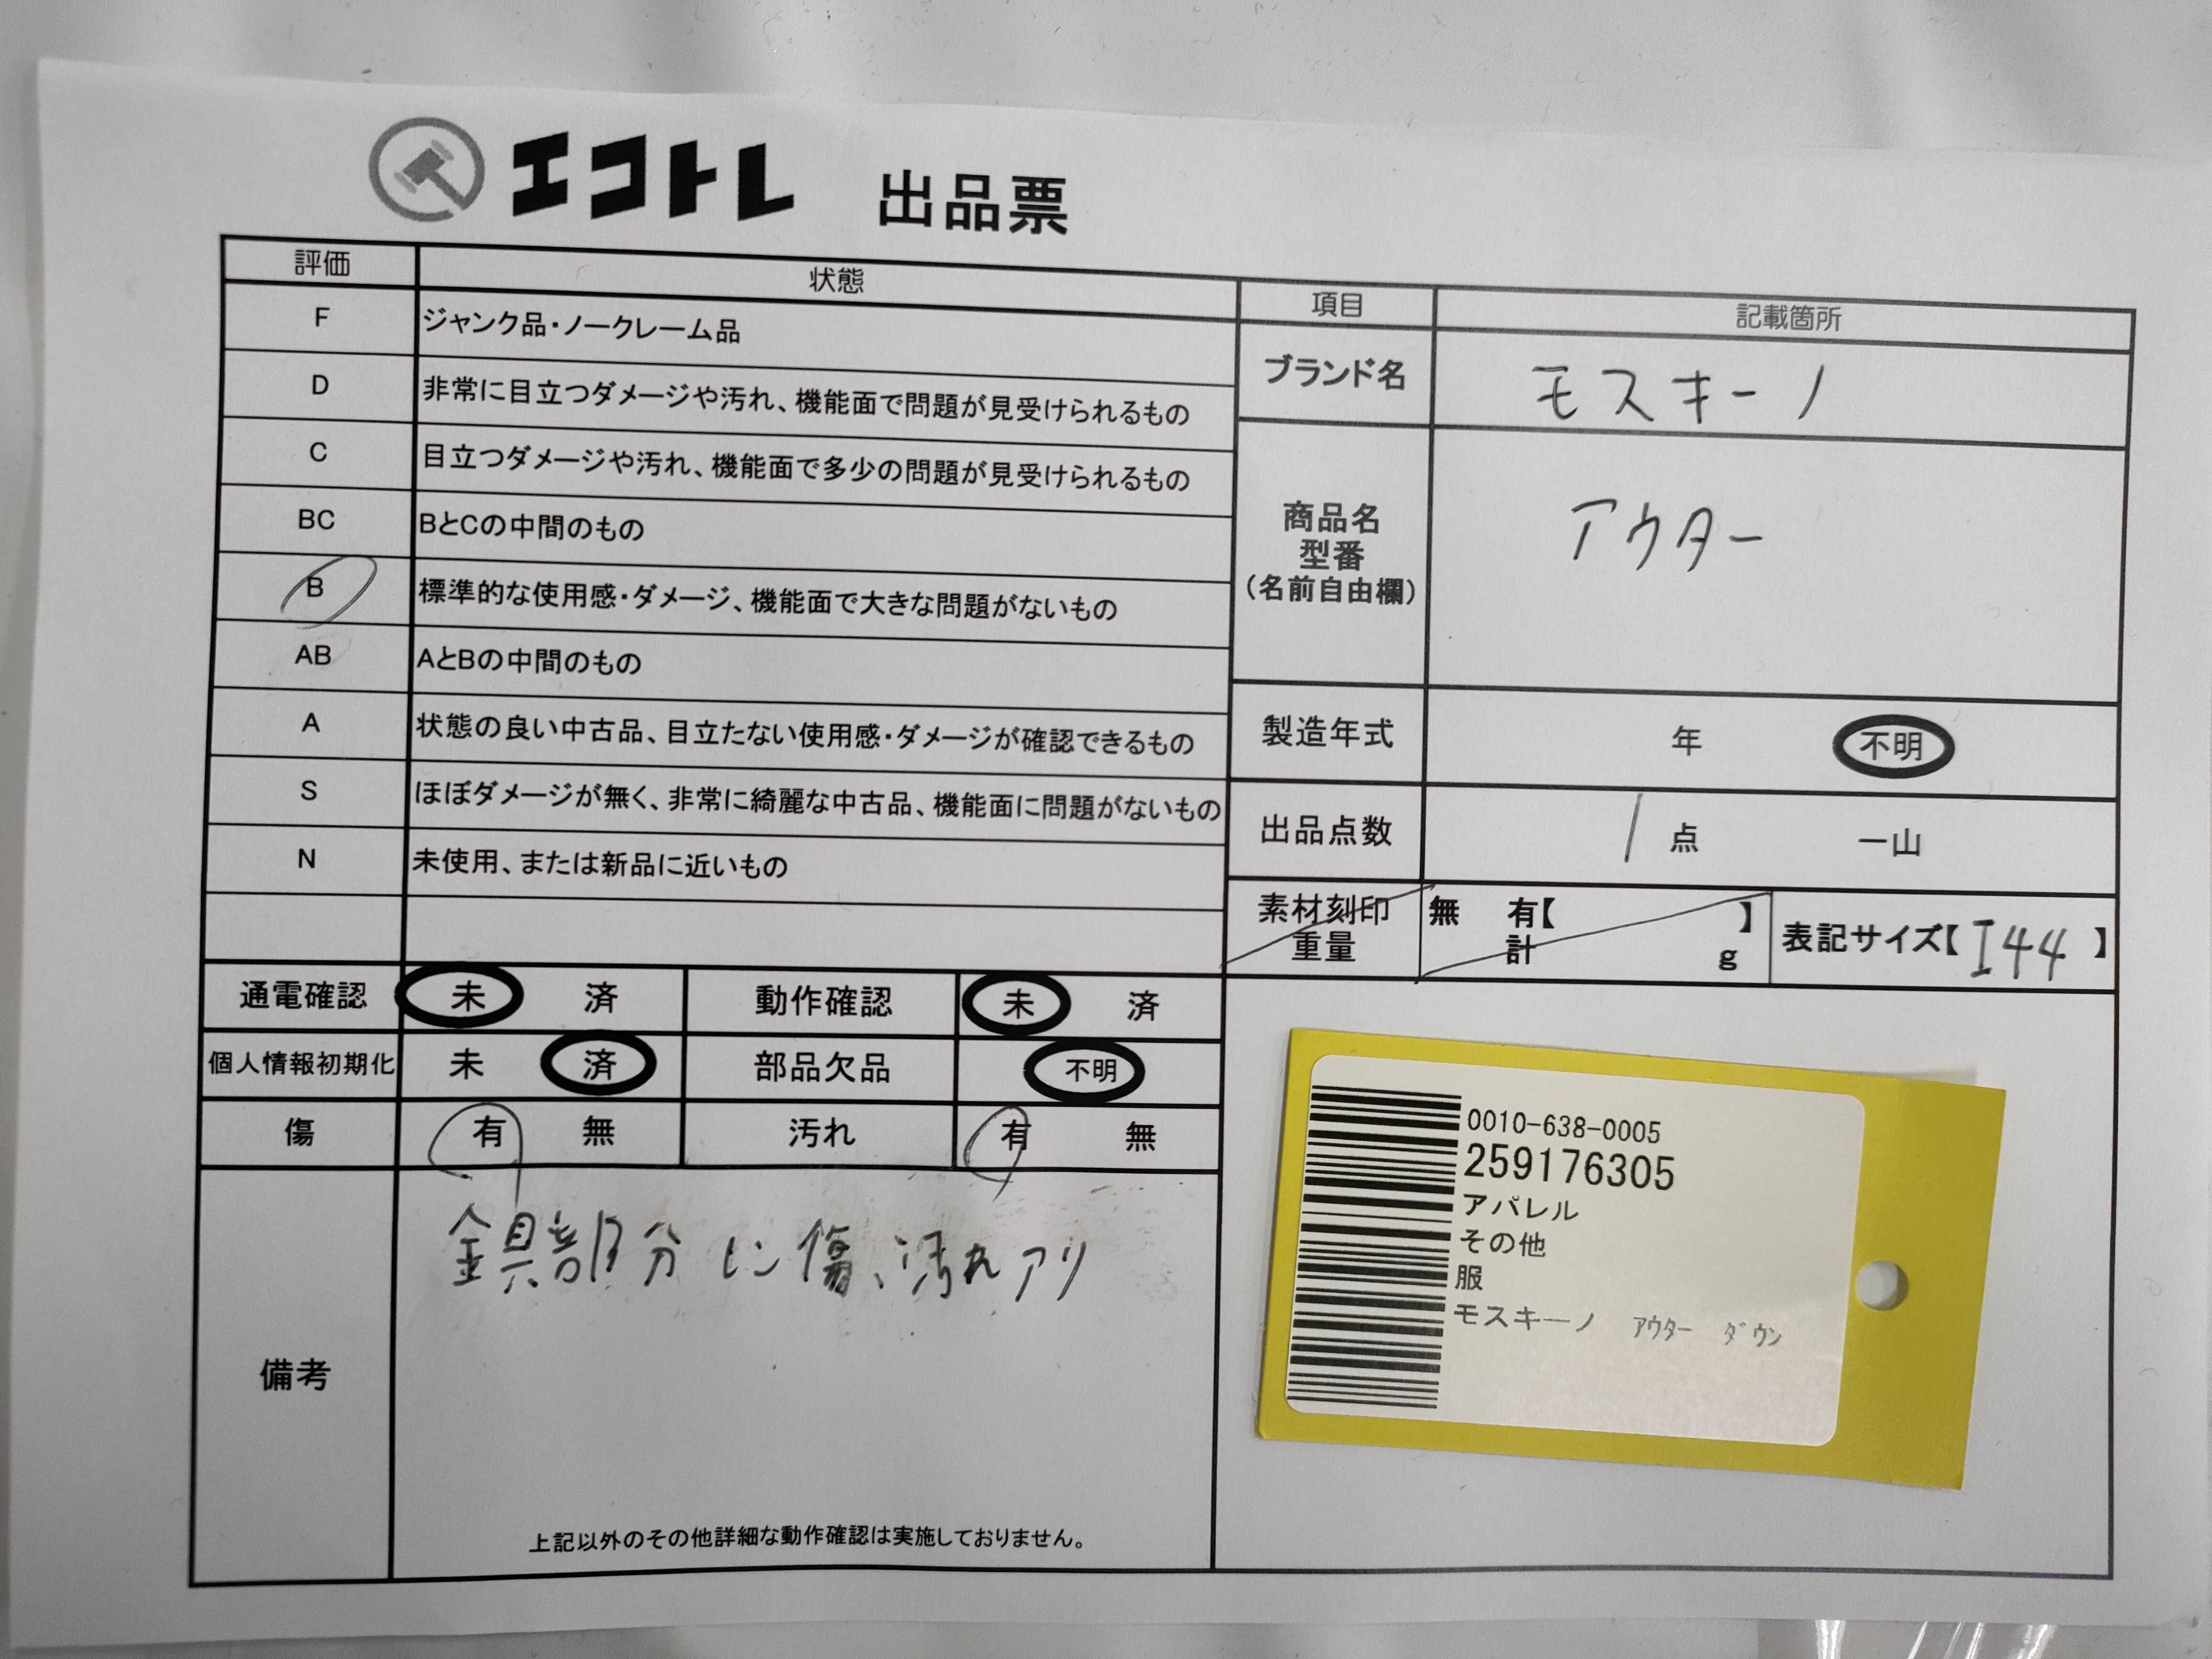 エコトレ 出品票
評価 状態
F ジャンク品・ノークレーム品
D 非常に目立つダメージや汚れ、機能面で問題が見受けられるもの
C 目立つダメージや汚れ、機能面で多少の問題が見受けられるもの
BC BとCの中間のもの
B 標準的な使用感・ダメージ、機能面で大きな問題がないもの
AB AとBの中間のもの
A 状態の良い中古品、目立たない使用感・ダメージが確認できるもの
S ほぼダメージが無く、非常に綺麗な中古品、機能面に問題がないもの
N 未使用、または新品に近いもの
通電確認 未 済 動作確認 未 済
個人情報初期化 未 済 部品欠品 不明
傷 有 無 汚れ 有 無
備考
金具部分に傷、汚れアリ
上記以外のその他詳細な動作確認は実施しておりません。
項目 記載箇所
ブランド名 モスキーノ
商品名
型番
(名前自由欄)
アウター
製造年式 年 不明
出品点数 1 点 一山
素材刻印 無 有【 】
重量 計 g
表記サイズ【I44】
0010-638-0005
259176305
アパレル
その他
服
モスキーノ アウター ダウン